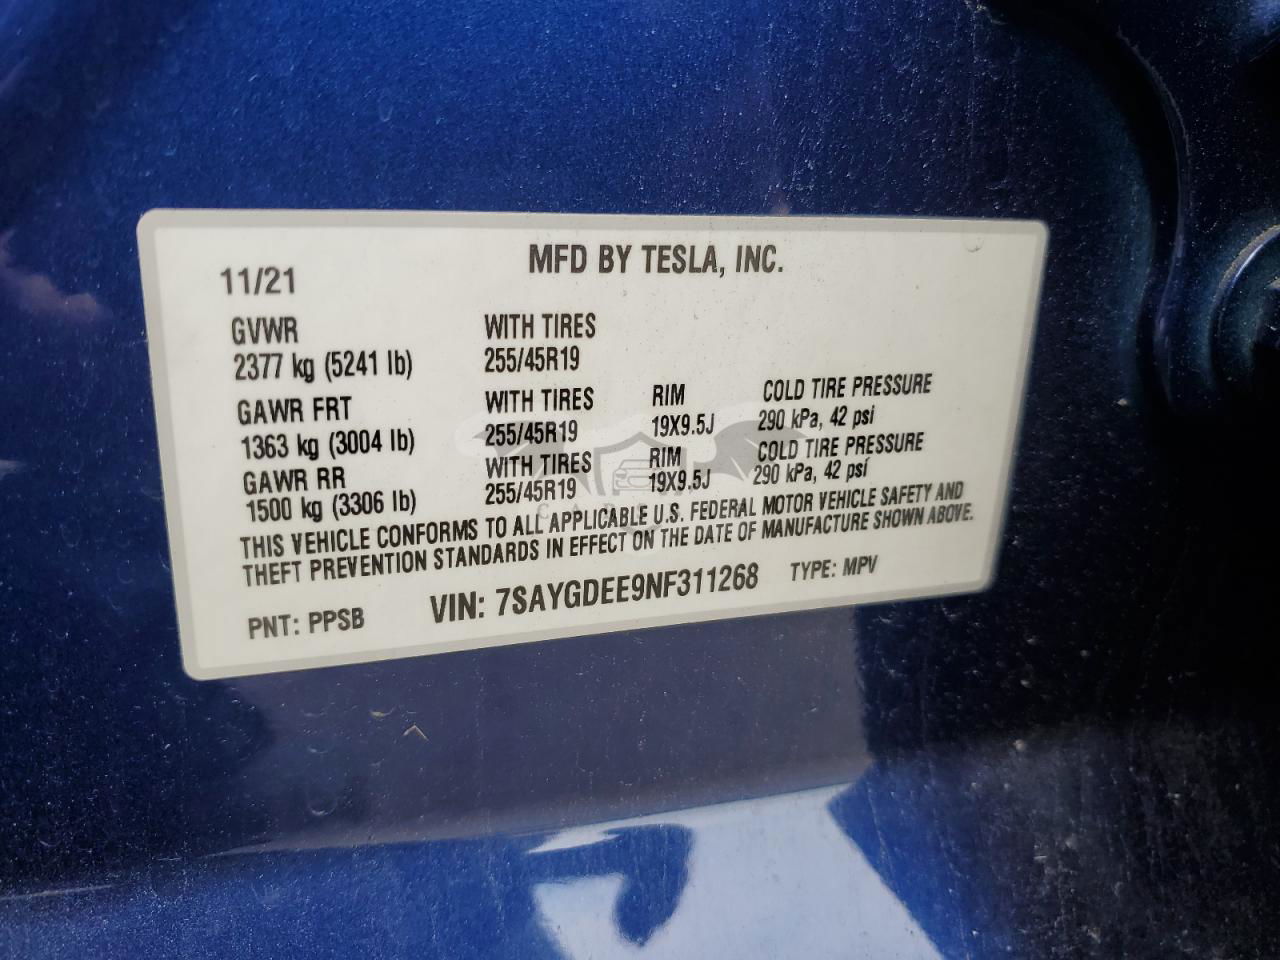 MFD BY TESLA, INC.
11/21
GVWR WITH TIRES
2377 kg (5241 lb) 255/45R19
GAWR FRT WITH TIRES RIM COLD TIRE PRESSURE
1363 kg (3004 lb) 255/45R19 19X9.5J 290 kPa, 42 psi
GAWR RR WITH TIRES RIM COLD TIRE PRESSURE
1500 kg (3306 lb) 255/45R19 19X9.5J 290 kPa, 42 psi
THIS VEHICLE CONFORMS TO ALL APPLICABLE U.S. FEDERAL MOTOR VEHICLE SAFETY AND
THEFT PREVENTION STANDARDS IN EFFECT ON THE DATE OF MANUFACTURE SHOWN ABOVE.
PNT: PPSB VIN: 7SAYGDEE9NF311268 TYPE: MPV